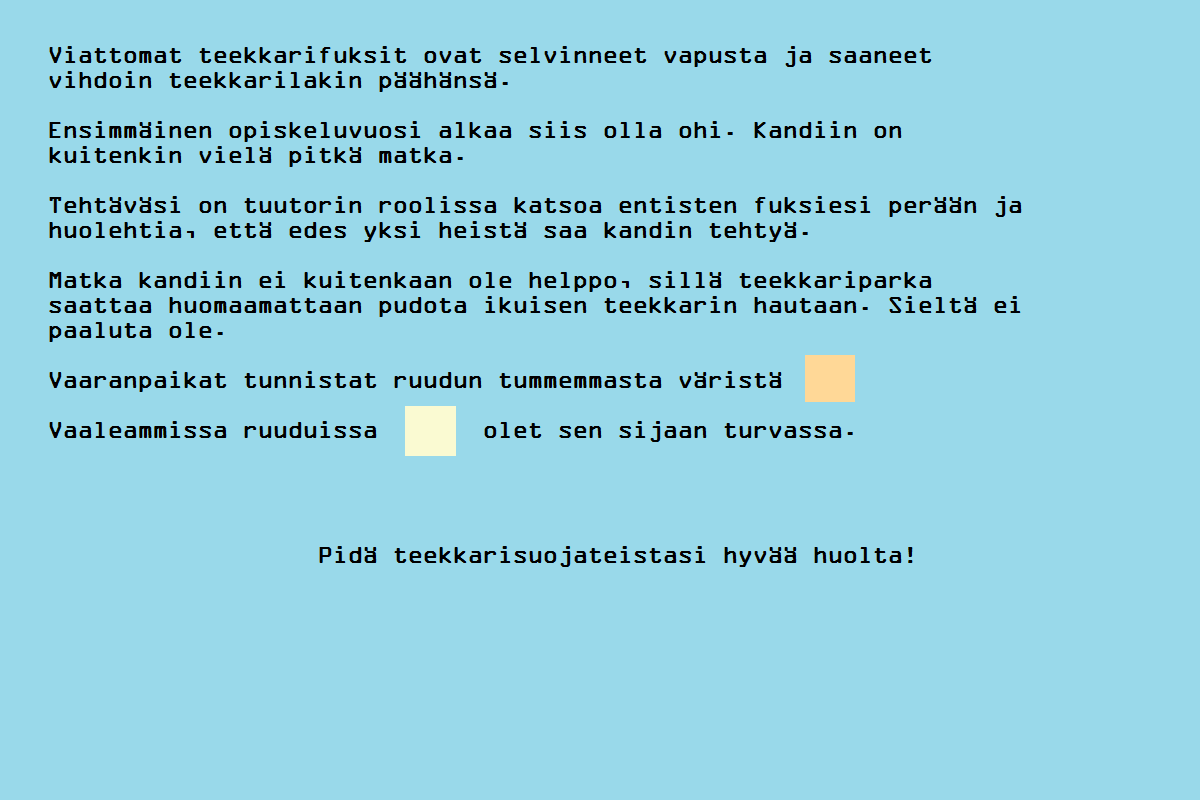 Viattomat teekkarifuksit ovat selvinneet vapusta ja saaneet
vihdoin teekkarilakin päähänsä.
Ensimmäinen opiskeluvuosi alkaa siis olla ohi. Kandiin on
kuitenkin vielä pitkä matka.
Tehtäväsi on tuutorin roolissa katsoa entisten fuksiesi perään ja
huolehtia, että edes yksi heistä saa kandin tehtyä.
Matka kandiin ei kuitenkaan ole helppo, sillä teekkariparka
saattaa huomaamattaan pudota ikuisen teekkarin hautaan. Sieltä ei
paaluta ole.
Vaaranpaikat tunnistat ruudun tummemmasta väristä
Vaaleammissa ruuduissa olet sen sijaan turvassa.
Pidä teekkarisuojateistasi hyvää huolta!